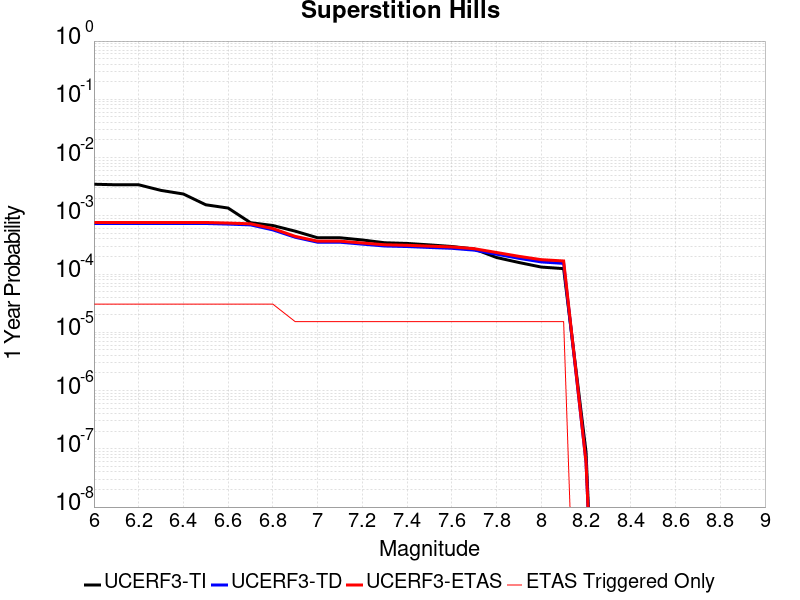 Superstition Hills
10^0
10^-1
10^-2
10^-3
10^-4
10^-5
10^-6
10^-7
10^-8
1 Year Probability
6 6.2 6.4 6.6 6.8 7 7.2 7.4 7.6 7.8 8 8.2 8.4 8.6 8.8 9
Magnitude
UCERF3-TI UCERF3-TD UCERF3-ETAS ETAS Triggered Only